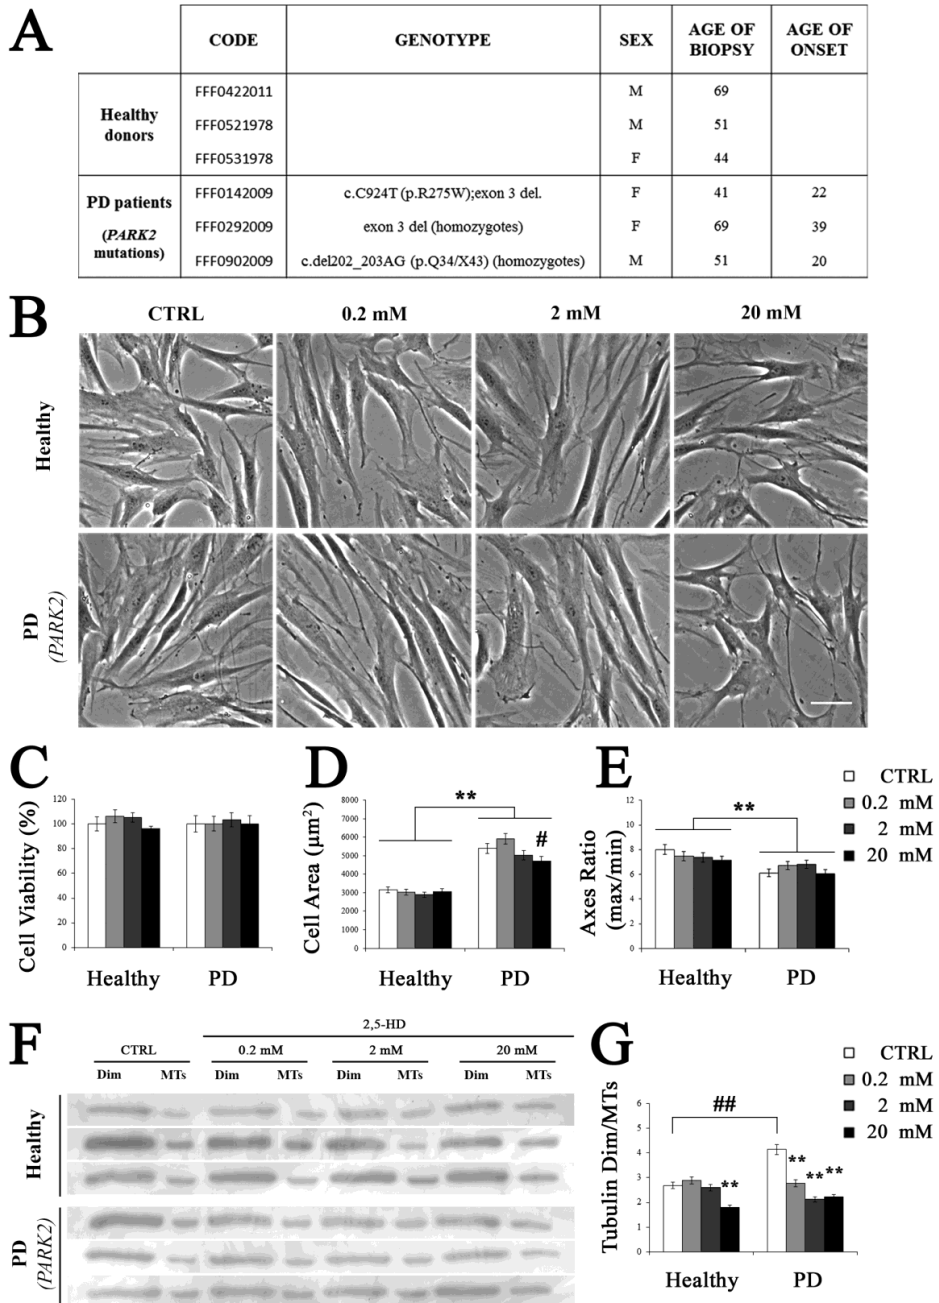 A
CODE GENOTYPE SEX AGE OF BIOPSY AGE OF ONSET
Healthy donors
FFF0422011 M 69
FFF0521978 M 51
FFF0531978 F 44
PD patients (PARK2 mutations)
FFF0142009 c.C924T (p.R275W);exon 3 del. F 41 22
FFF0292009 exon 3 del (homozygotes) F 69 39
FFF0902009 c.del202_203AG (p.Q34/X43) (homozygotes) M 51 20
B
CTRL 0.2 mM 2 mM 20 mM
Healthy
PD
(PARK2)
C
Cell Viability (%)
120
100
80
60
40
20
0
Healthy PD
D
Cell Area (µm²)
8000
7000
6000
5000
4000
3000
2000
1000
0
**
#
Healthy PD
E
Axes Ratio
(max/min)
12
10
8
6
4
2
0
**
Healthy PD
CTRL
0.2 mM
2 mM
20 mM
F
2,5-HD
CTRL 0.2 mM 2 mM 20 mM
Dim MTs Dim MTs Dim MTs Dim MTs
Healthy
PD
(PARK2)
G
Tubulin Dim/MTs
6
5
4
3
2
1
0
##
**
** ** **
Healthy PD
CTRL
0.2 mM
2 mM
20 mM